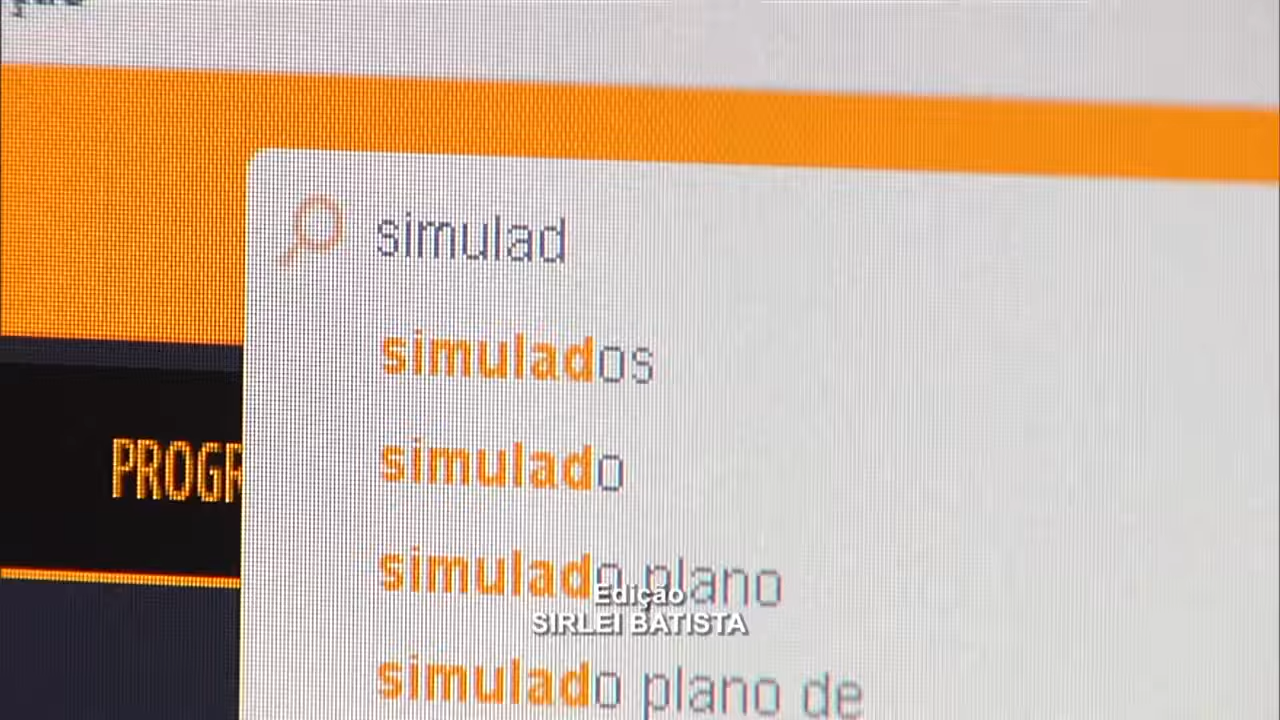 simulad
simulados
simulado
simulado plano
simulado plano de
PROGR
Edição
SIRLEI BATISTA